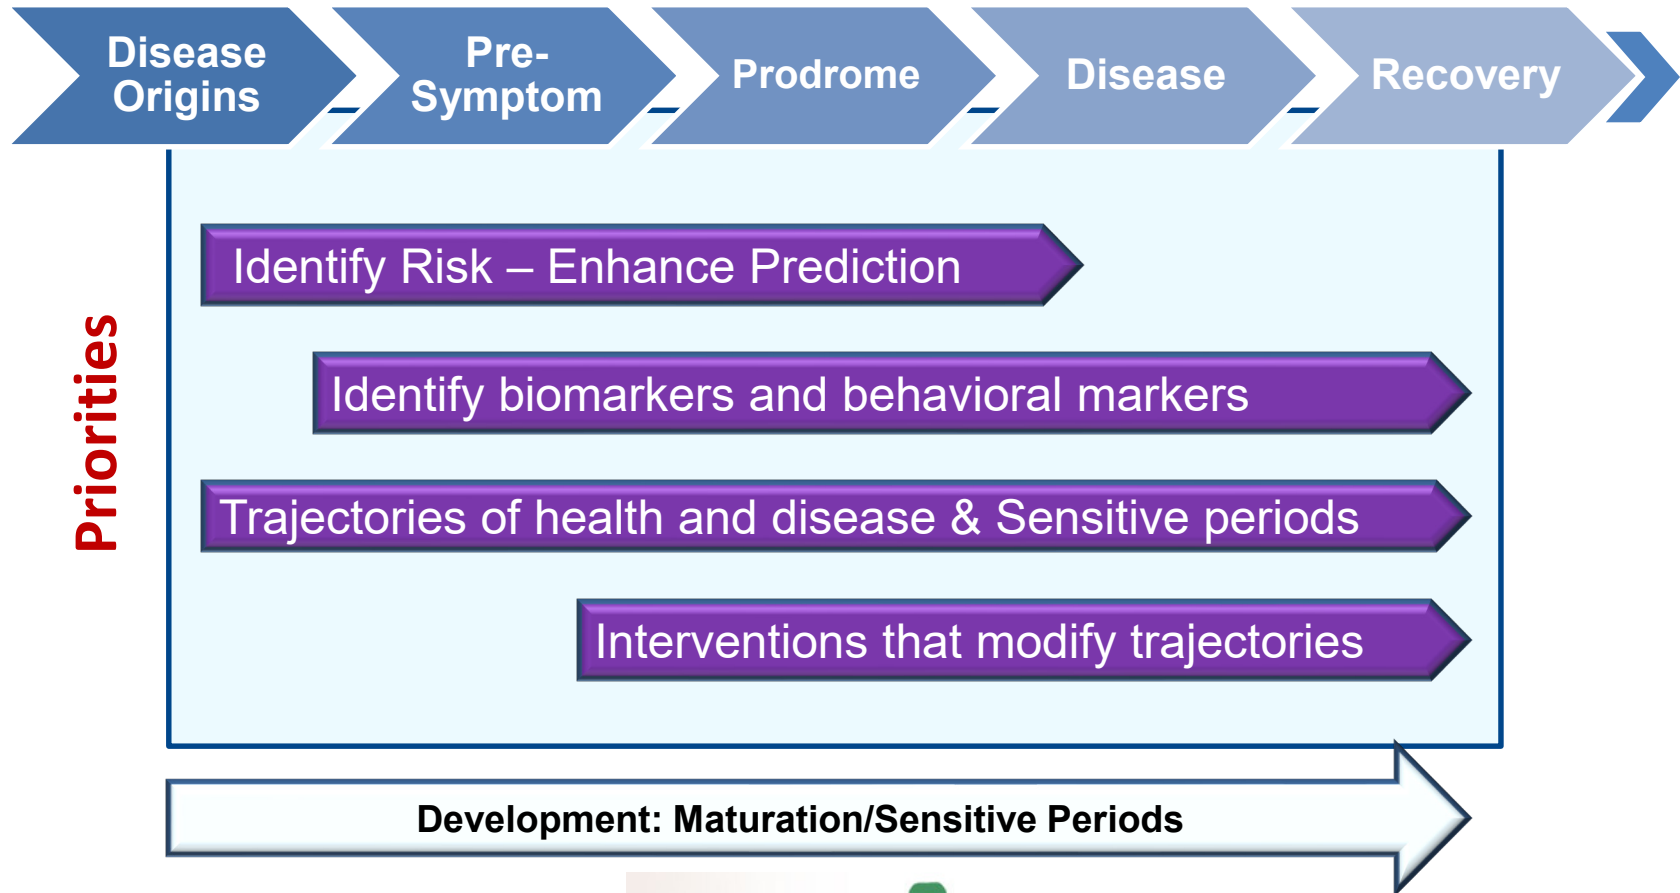 Disease
Origins
Pre-
Symptom
Prodrome
Disease
Recovery
Priorities
Identify Risk – Enhance Prediction
Identify biomarkers and behavioral markers
Trajectories of health and disease & Sensitive periods
Interventions that modify trajectories
Development: Maturation/Sensitive Periods